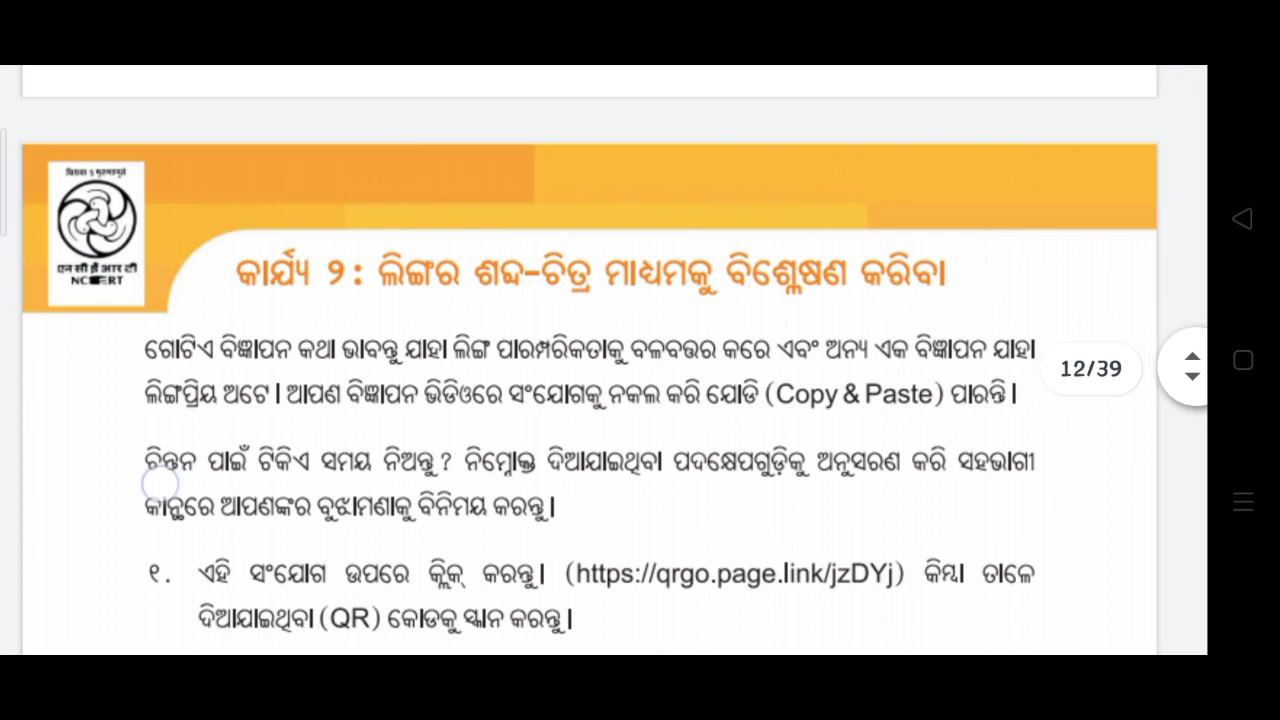 एन सी ई आर टी
NCERT
କାର୍ଯ୍ୟ ୨ : ଲିଙ୍ଗର ଶବ୍ଦ-ଚିତ୍ର ମାଧ୍ୟମକୁ ବିଶ୍ଳେଷଣ କରିବା
ଗୋଟିଏ ବିଜ୍ଞାପନ କଥା ଭାବନ୍ତୁ ଯାହା ଲିଙ୍ଗ ପାରମ୍ପରିକତାକୁ ବଳବତ୍ତର କରେ ଏବଂ ଅନ୍ୟ ଏକ ବିଜ୍ଞାପନ ଯାହା
ଲିଙ୍ଗପ୍ରିୟ ଅଟେ । ଆପଣ ବିଜ୍ଞାପନ ଭିଡିଓରେ ସଂଯୋଗକୁ ନକଲ କରି ଯୋଡି (Copy & Paste) ପାରନ୍ତି ।
12/39
ଚିନ୍ତନ ପାଇଁ ଟିକିଏ ସମୟ ନିଅନ୍ତୁ ? ନିମ୍ନୋକ୍ତ ଦିଆଯାଇଥିବା ପଦକ୍ଷେପଗୁଡ଼ିକୁ ଅନୁସରଣ କରି ସହଭାଗୀ
କାନ୍ଥରେ ଆପଣଙ୍କର ବୁଝାମଣାକୁ ବିନିମୟ କରନ୍ତୁ ।
୧. ଏହି ସଂଯୋଗ ଉପରେ କ୍ଲିକ୍ କରନ୍ତୁ । (https://qrgo.page.link/jzDYj) କିମ୍ବା ତାଳେ
ଦିଆଯାଇଥିବା (QR) କୋଡକୁ ସ୍କାନ କରନ୍ତୁ ।